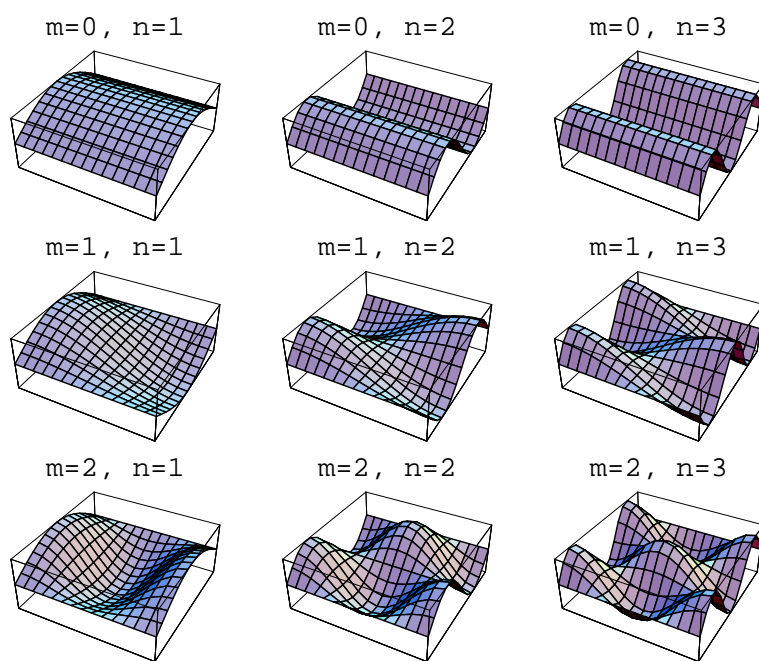 m=0, n=1
m=0, n=2
m=0, n=3
m=1, n=1
m=1, n=2
m=1, n=3
m=2, n=1
m=2, n=2
m=2, n=3